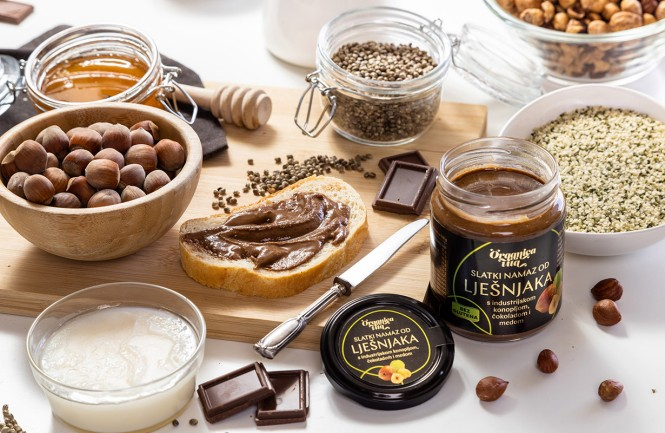 Organica
Vita
SLATKI NAMAZ OD
LJEŠNJAKA
s industrijskom
konopljom,
čokoladom i
medom
BEZ
GLUTENA
Organica
Vita
SLATKI NAMAZ OD
LJEŠNJAKA
s industrijskom konopljom,
čokoladom i medom